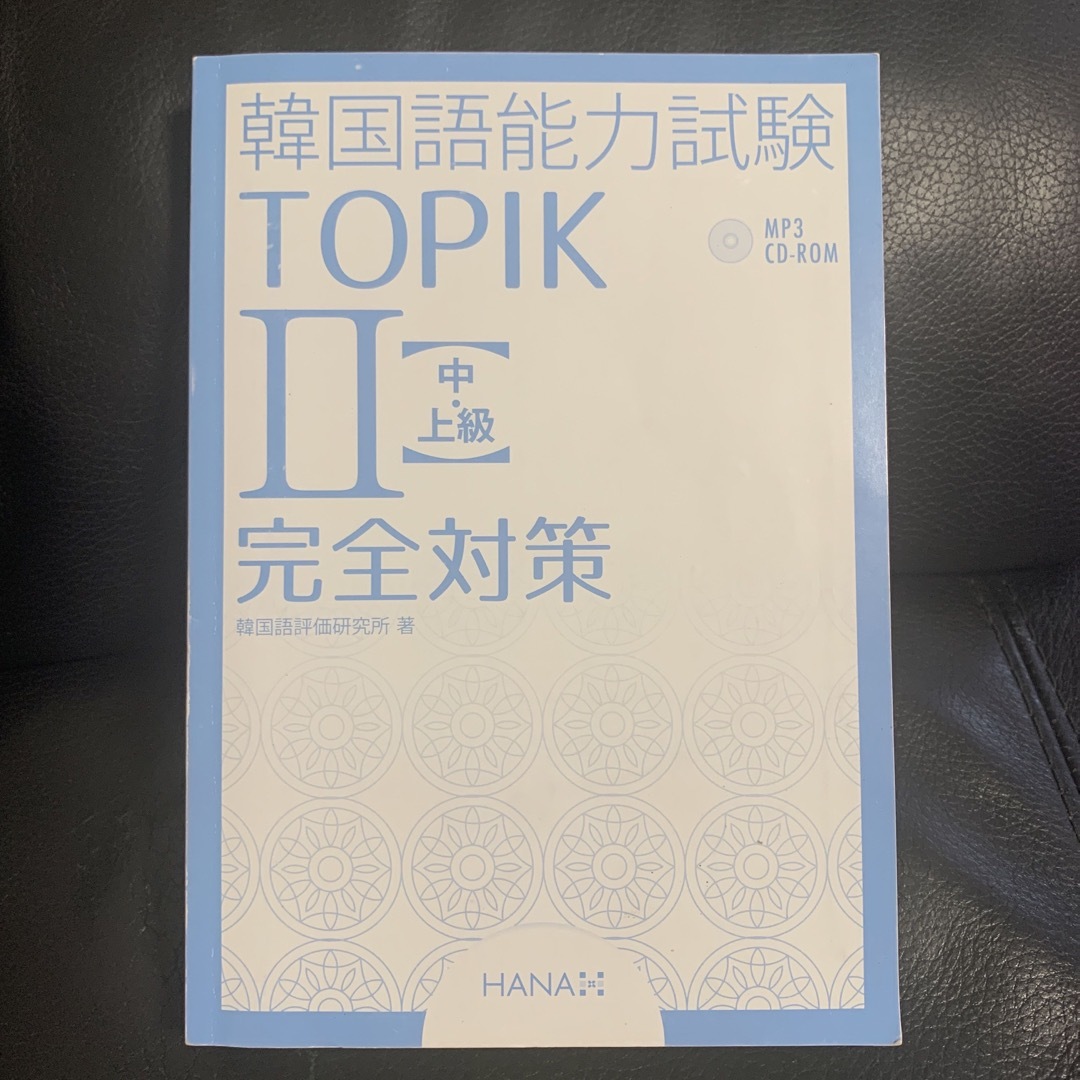 韓国語能力試験
TOPIK
MP3
CD-ROM
II
【中・上級】
完全対策
韓国語評価研究所 著
HANA